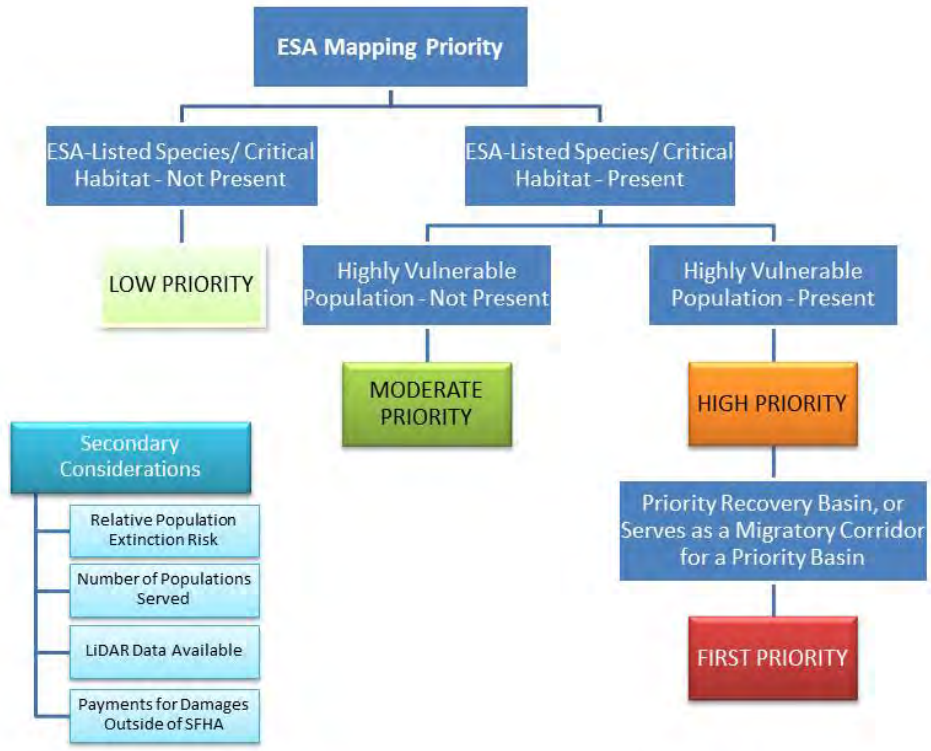 ESA Mapping Priority
ESA-Listed Species/ Critical
Habitat - Not Present
ESA-Listed Species/ Critical
Habitat - Present
LOW PRIORITY
Highly Vulnerable
Population - Not Present
Highly Vulnerable
Population - Present
MODERATE
PRIORITY
HIGH PRIORITY
Priority Recovery Basin, or
Serves as a Migratory Corridor
for a Priority Basin
FIRST PRIORITY
Secondary
Considerations
Relative Population
Extinction Risk
Number of Populations
Served
LiDAR Data Available
Payments for Damages
Outside of SFHA